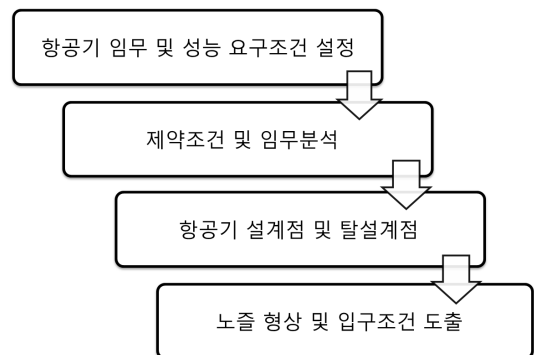 항공기 임무 및 성능 요구조건 설정
제약조건 및 임무분석
항공기 설계점 및 탈설계점
노즐 형상 및 입구조건 도출